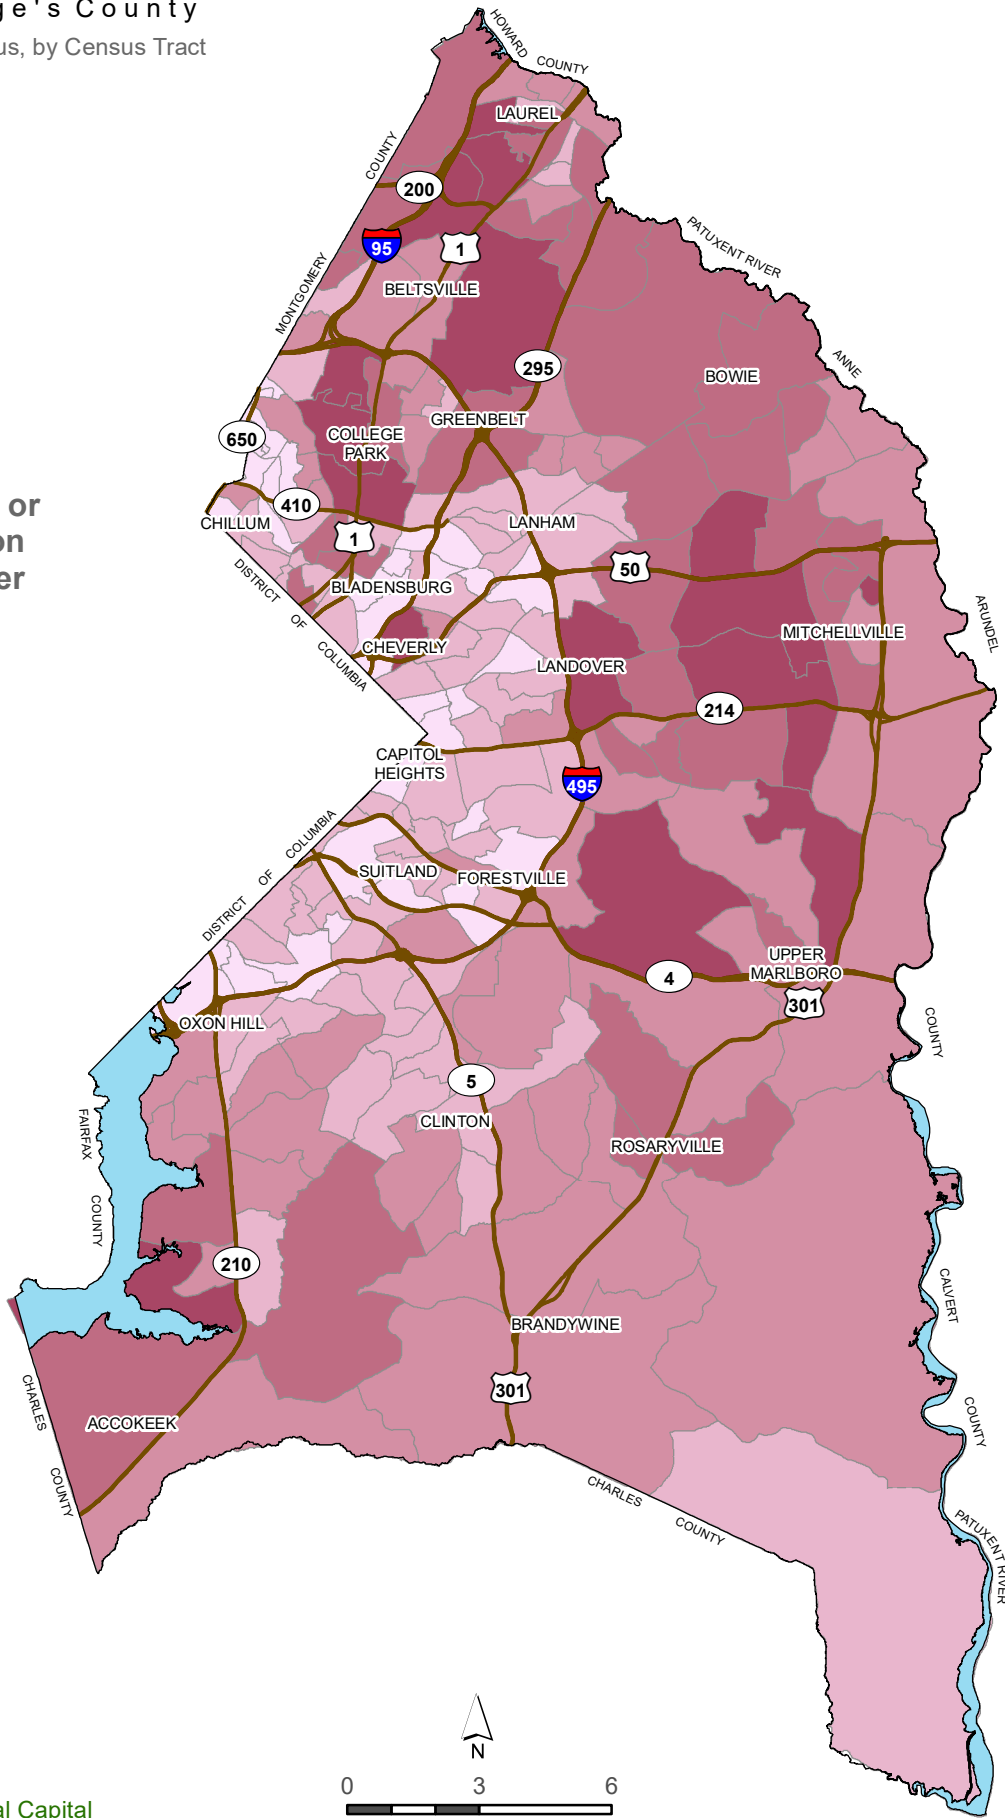 ge's County
us, by Census Tract
HOWARD
COUNTY
LAUREL
COUNTY
200
95
1
PATUXENT RIVER
MONTGOMERY
BELTSVILLE
295
BOWIE
ANNE
650
GREENBELT
COLLEGE
PARK
or
on
er
410
CHILLUM
LANHAM
1
DISTRICT OF COLUMBIA
BLADENSBURG
50
ARUNDEL
CHEVERLY
MITCHELLVILLE
LANDOVER
214
CAPITOL
HEIGHTS
495
DISTRICT OF COLUMBIA
SUITLAND
FORESTVILLE
UPPER
MARLBORO
4
301
OXON HILL
COUNTY
5
FAIRFAX
CLINTON
ROSARYVILLE
COUNTY
210
CALVERT
BRANDYWINE
301
CHARLES
ACCOKEEK
COUNTY
COUNTY
CHARLES
COUNTY
PATUXENT RIVER
N
0 3 6
al Capital